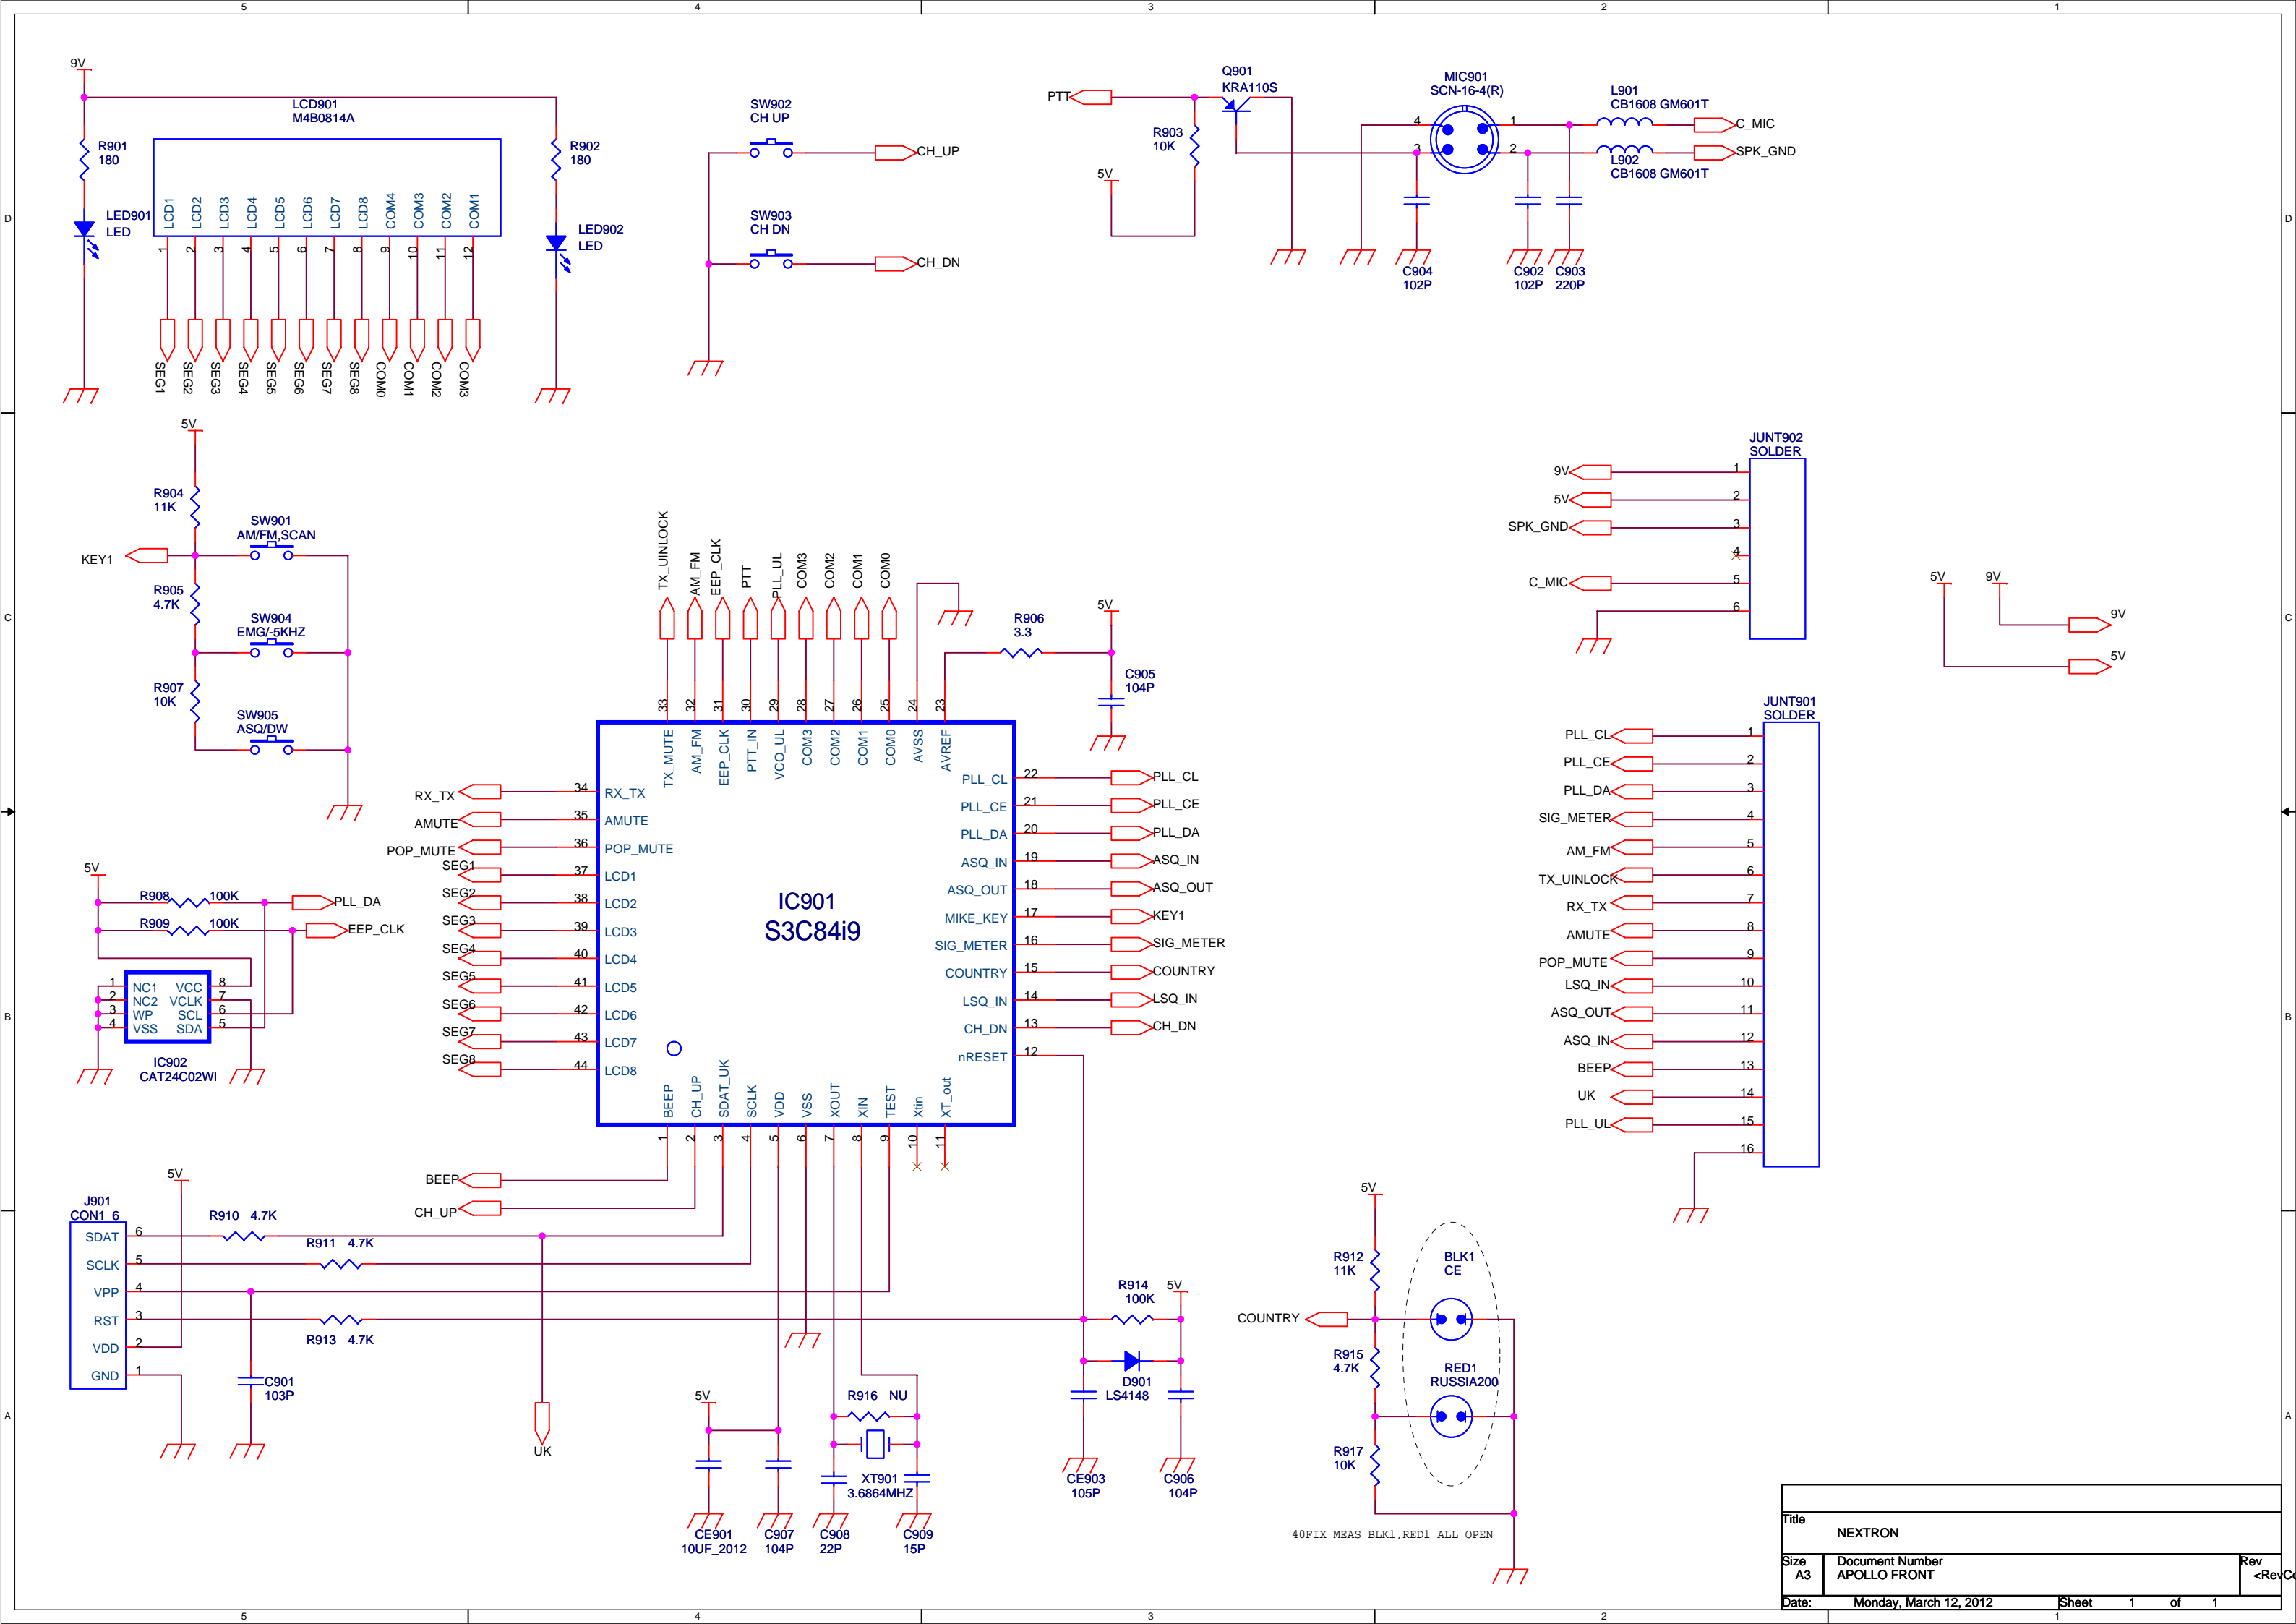 5 4 3 2 1
D
C
B
A
9V
LCD901
M4B0814A
R901
180
R902
180
LED901
LED
LED902
LED
LCD1
LCD2
LCD3
LCD4
LCD5
LCD6
LCD7
LCD8
COM4
COM3
COM2
COM1
1 2 3 4 5 6 7 8 9 10 11 12
SEG1
SEG2
SEG3
SEG4
SEG5
SEG6
SEG7
SEG8
COM0
COM1
COM2
COM3
SW902
CH UP
CH_UP
SW903
CH DN
CH_DN
PTT
Q901
KRA110S
R903
10K
5V
MIC901
SCN-16-4(R)
4 1
3 2
L901
CB1608 GM601T
C_MIC
SPK_GND
L902
CB1608 GM601T
C904
102P
C902
102P
C903
220P
5V
R904
11K
SW901
AM/FM,SCAN
KEY1
R905
4.7K
SW904
EMG/-5KHZ
R907
10K
SW905
ASQ/DW
TX_UINLOCK
AM_FM
EEP_CLK
PTT
PLL_UL
COM3
COM2
COM1
COM0
33 32 31 30 29 28 27 26 25 24 23
TX_MUTE
AM_FM
EEP_CLK
PTT_IN
VCO_UL
COM3
COM2
COM1
COM0
AVSS
AVREF
R906
3.3
5V
C905
104P
JUNT902
SOLDER
9V 1
5V 2
SPK_GND 3
4
C_MIC 5
6
5V 9V
9V
5V
RX_TX 34 RX_TX
AMUTE 35 AMUTE
POP_MUTE 36 POP_MUTE
SEG1 37 LCD1
SEG2 38 LCD2
SEG3 39 LCD3
SEG4 40 LCD4
SEG5 41 LCD5
SEG6 42 LCD6
SEG7 43 LCD7
SEG8 44 LCD8
IC901
S3C84i9
PLL_CL 22 PLL_CL
PLL_CE 21 PLL_CE
PLL_DA 20 PLL_DA
ASQ_IN 19 ASQ_IN
ASQ_OUT 18 ASQ_OUT
MIKE_KEY 17 KEY1
SIG_METER 16 SIG_METER
COUNTRY 15 COUNTRY
LSQ_IN 14 LSQ_IN
CH_DN 13 CH_DN
nRESET 12
BEEP
CH_UP
SDAT_UK
SCLK
VDD
VSS
XOUT
XIN
TEST
Xtin
XT_out
1 2 3 4 5 6 7 8 9 10 11
BEEP
CH_UP
JUNT901
SOLDER
PLL_CL 1
PLL_CE 2
PLL_DA 3
SIG_METER 4
AM_FM 5
TX_UINLOCK 6
RX_TX 7
AMUTE 8
POP_MUTE 9
LSQ_IN 10
ASQ_OUT 11
ASQ_IN 12
BEEP 13
UK 14
PLL_UL 15
16
5V
R908 100K PLL_DA
R909 100K EEP_CLK
1 NC1 VCC 8
2 NC2 VCLK 7
3 WP SCL 6
4 VSS SDA 5
IC902
CAT24C02WI
5V
J901
CON1_6
SDAT 6
SCLK 5
VPP 4
RST 3
VDD 2
GND 1
R910 4.7K
R911 4.7K
R913 4.7K
C901
103P
UK
5V
CE901
10UF_2012
C907
104P
R916 NU
XT901
3.6864MHZ
C908
22P
C909
15P
R914
100K
5V
D901
LS4148
CE903
105P
C906
104P
5V
R912
11K
COUNTRY
R915
4.7K
R917
10K
BLK1
CE
RED1
RUSSIA200
40FIX MEAS BLK1,RED1 ALL OPEN
Title
NEXTRON
Size
A3
Document Number
APOLLO FRONT
Rev
Date: Monday, March 12, 2012 Sheet 1 of 1
5 4 3 2 1
D
C
B
A